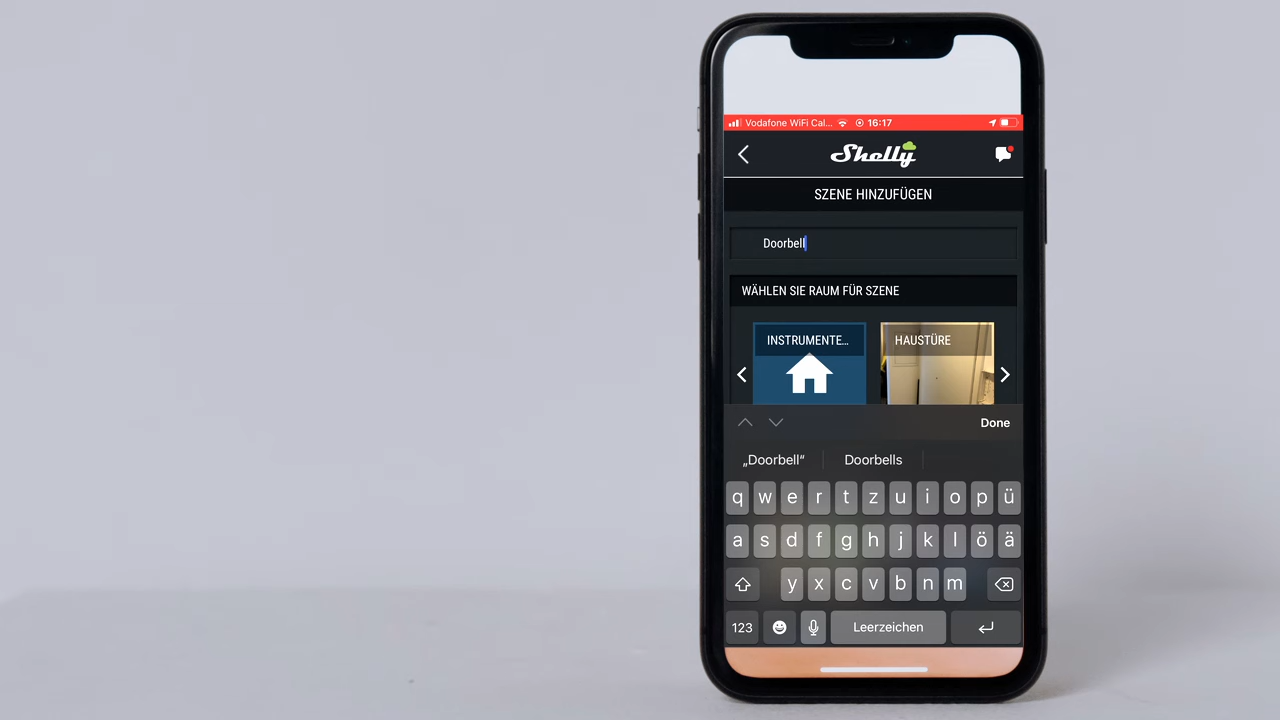 Vodafone WiFi Cal... 16:17
Shelly
SZENE HINZUFÜGEN
Doorbell
WÄHLEN SIE RAUM FÜR SZENE
INSTRUMENTE... HAUSTÜRE
Done
„Doorbell“ Doorbells
q w e r t z u i o p ü
a s d f g h j k l ö ä
y x c v b n m
123 Leerzeichen